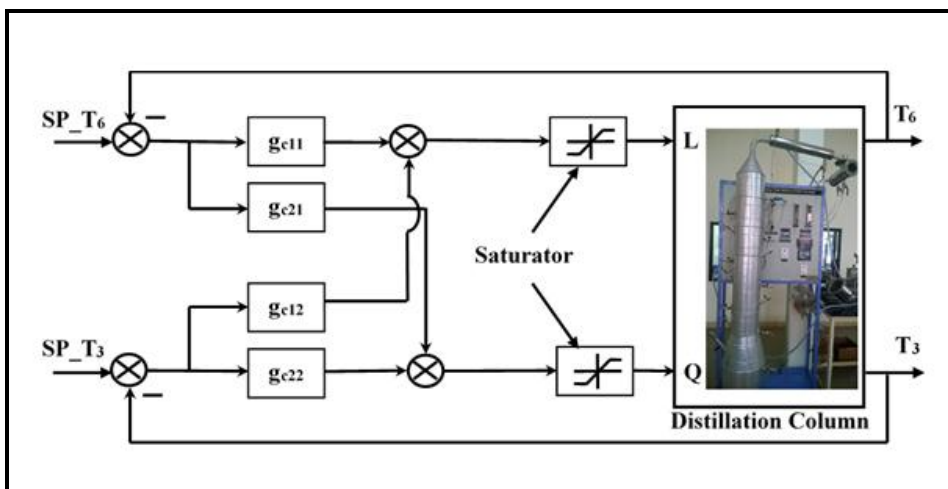 SP_T6
gc11
gc21
L
T6
Saturator
gc12
SP_T3
gc22
Q
T3
Distillation Column